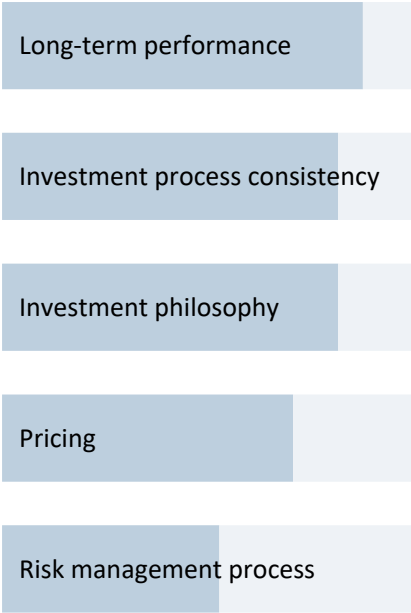 Long-term performance
Investment process consistency
Investment philosophy
Pricing
Risk management process